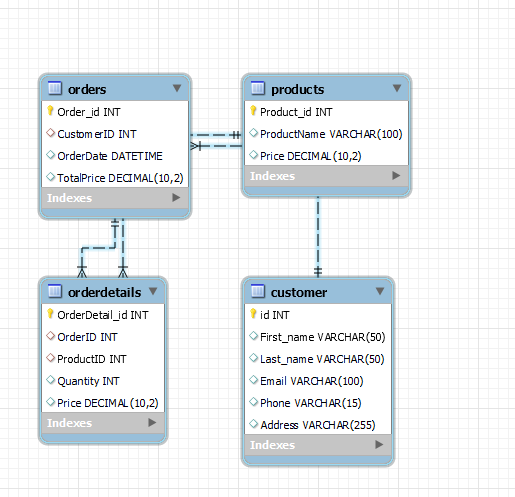 orders
Order_id INT
CustomerID INT
OrderDate DATETIME
TotalPrice DECIMAL(10,2)
Indexes
products
Product_id INT
ProductName VARCHAR(100)
Price DECIMAL(10,2)
Indexes
orderdetails
OrderDetail_id INT
OrderID INT
ProductID INT
Quantity INT
Price DECIMAL(10,2)
Indexes
customer
id INT
First_name VARCHAR(50)
Last_name VARCHAR(50)
Email VARCHAR(100)
Phone VARCHAR(15)
Address VARCHAR(255)
Indexes